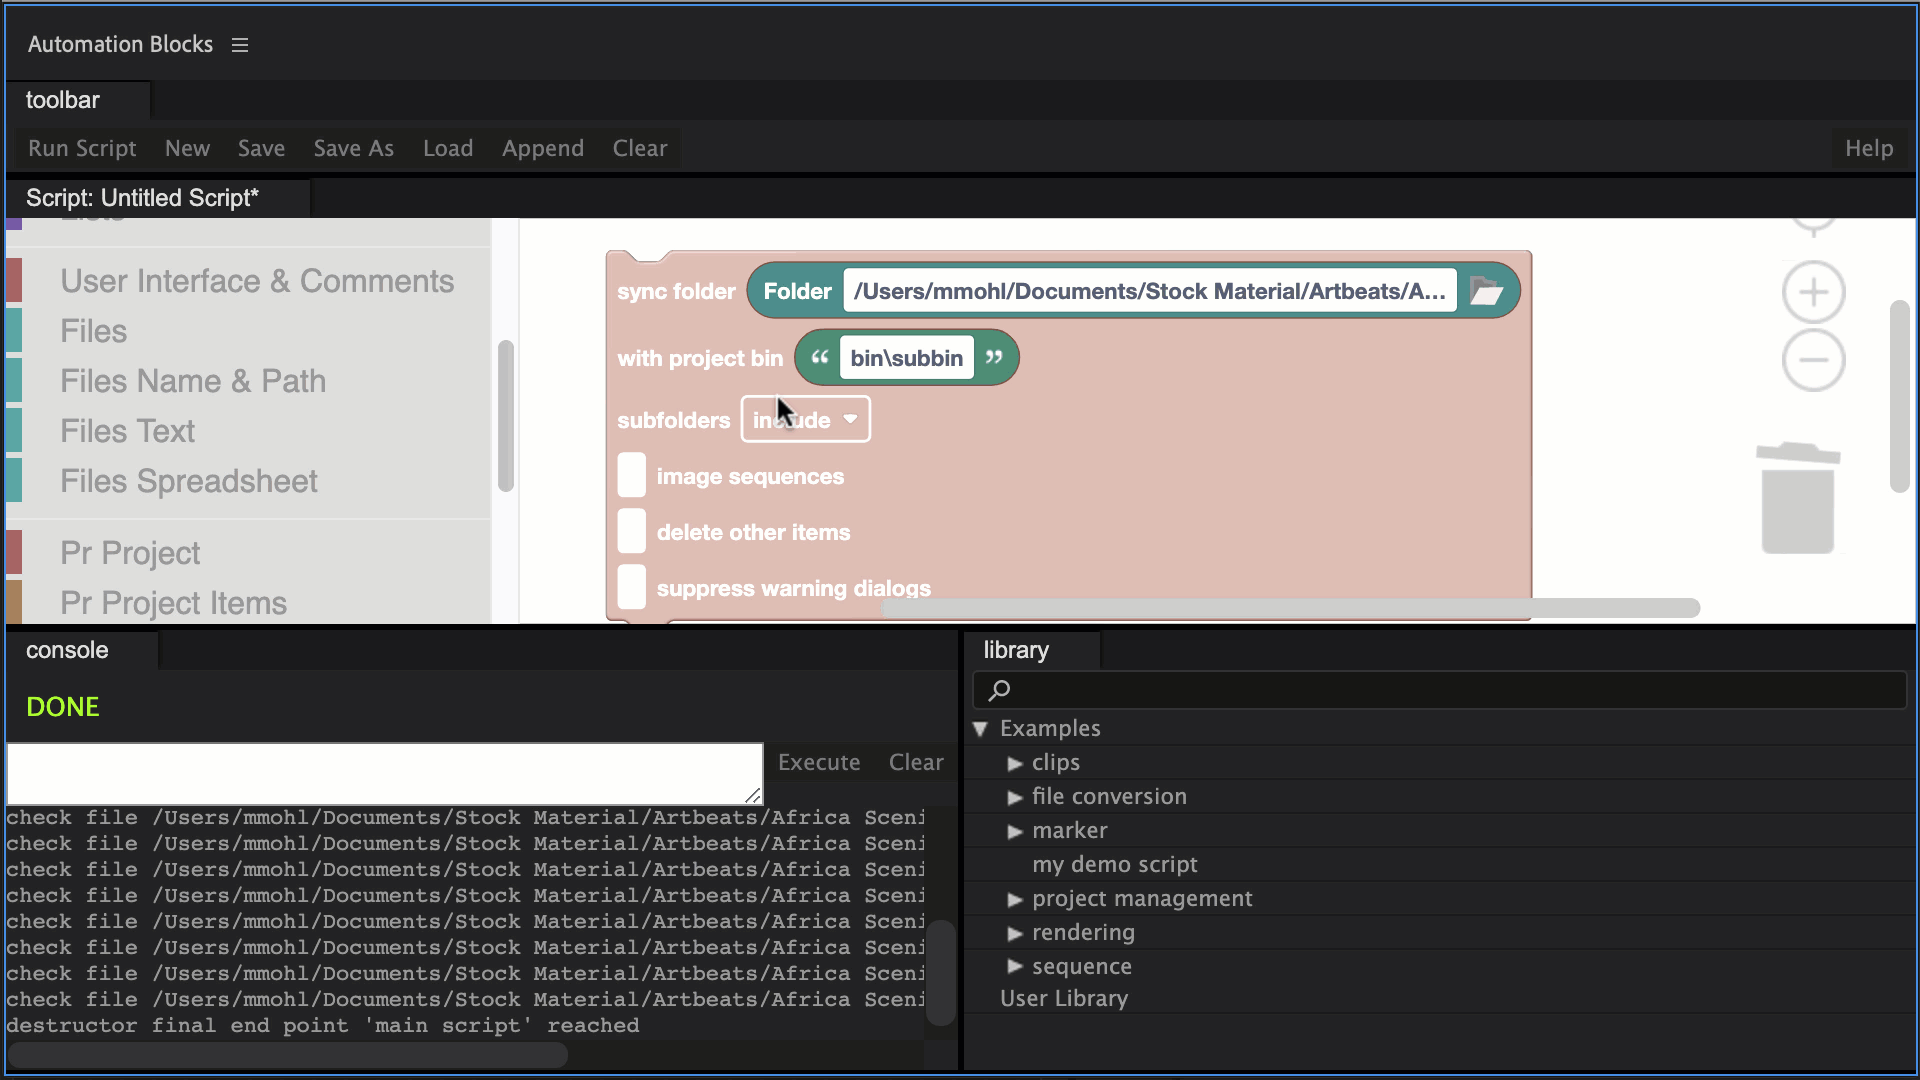 Automation Blocks
toolbar
Run Script New Save Save As Load Append Clear Help
Script: Untitled Script*
Lists
User Interface & Comments
Files
Files Name & Path
Files Text
Files Spreadsheet
Pr Project
Pr Project Items
sync folder Folder /Users/mmohl/Documents/Stock Material/Artbeats/A...
with project bin “ bin\subbin ”
subfolders include
image sequences
delete other items
suppress warning dialogs
console
DONE
Execute Clear
check file /Users/mmohl/Documents/Stock Material/Artbeats/Africa Sceni
check file /Users/mmohl/Documents/Stock Material/Artbeats/Africa Sceni
check file /Users/mmohl/Documents/Stock Material/Artbeats/Africa Sceni
check file /Users/mmohl/Documents/Stock Material/Artbeats/Africa Sceni
check file /Users/mmohl/Documents/Stock Material/Artbeats/Africa Sceni
check file /Users/mmohl/Documents/Stock Material/Artbeats/Africa Sceni
check file /Users/mmohl/Documents/Stock Material/Artbeats/Africa Sceni
check file /Users/mmohl/Documents/Stock Material/Artbeats/Africa Sceni
destructor final end point 'main script' reached
library
Examples
clips
file conversion
marker
my demo script
project management
rendering
sequence
User Library